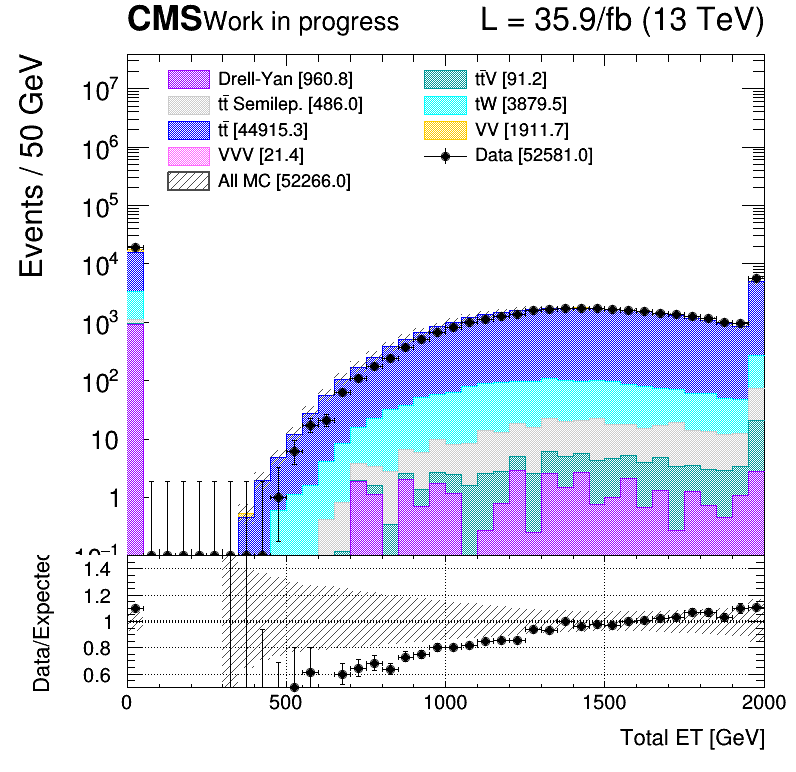 CMS Work in progress L = 35.9/fb (13 TeV)
Events / 50 GeV
10⁷
10⁶
10⁵
10⁴
10³
10²
10
1
10⁻¹
Drell-Yan [960.8]
tt̄ Semilep. [486.0]
tt̄ [44915.3]
VVV [21.4]
All MC [52266.0]
tt̄V [91.2]
tW [3879.5]
VV [1911.7]
Data [52581.0]
Data/Expected
1.4
1.2
1
0.8
0.6
0 500 1000 1500 2000
Total ET [GeV]